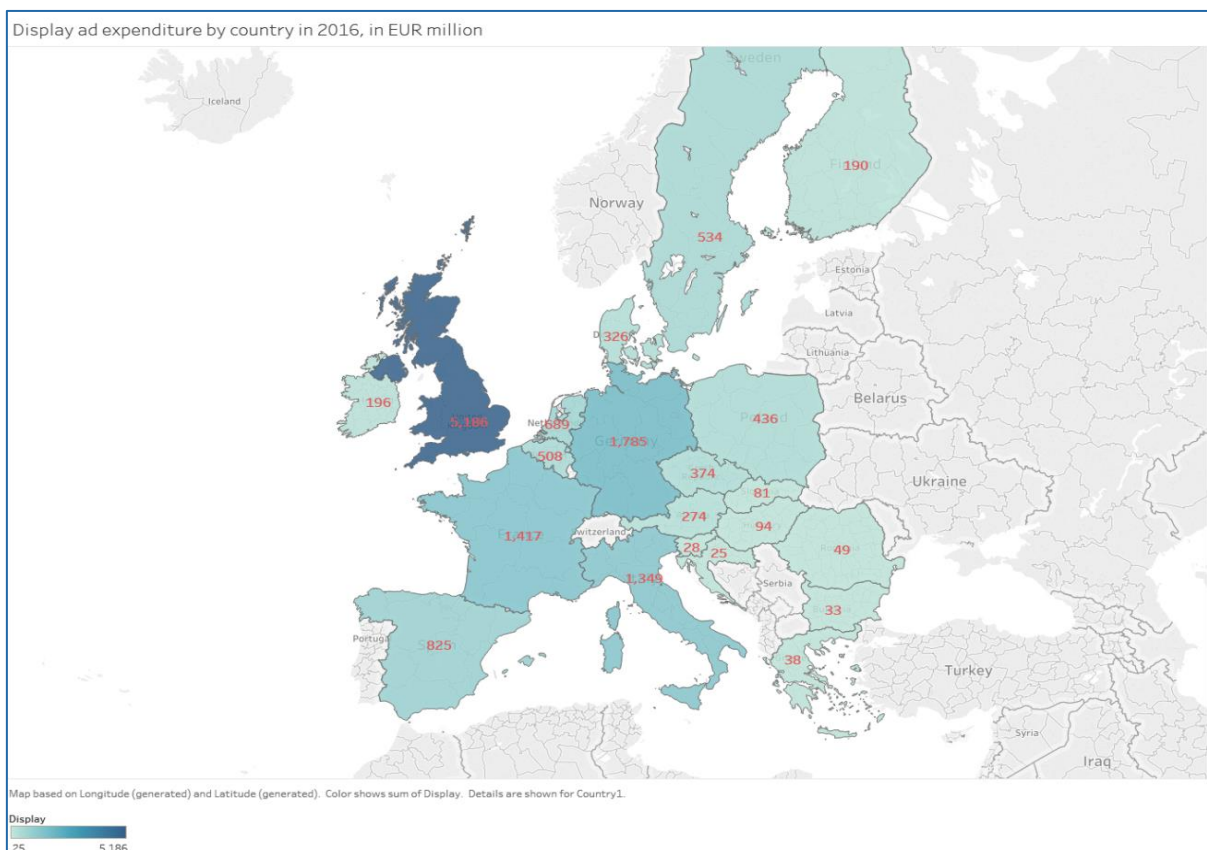 Display ad expenditure by country in 2016, in EUR million
Sweden
Iceland
190
Norway
534
Estonia
Latvia
326
Lithuania
Belarus
196
5,186
689
436
Germany
1,785
508
374
Ukraine
81
274
94
Switzerland
1,417
28
25
49
1,349
Serbia
33
Portugal
825
38
Turkey
Syria
Iraq
Map based on Longitude (generated) and Latitude (generated). Color shows sum of Display. Details are shown for Country1.
Display
25 5,186